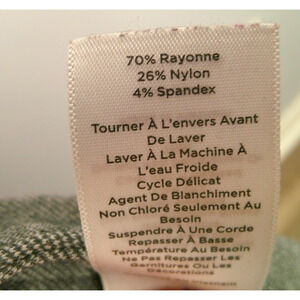 70% Rayonne
26% Nylon
4% Spandex
Tourner À L'envers Avant
De Laver
Laver À La Machine À
L'eau Froide
Cycle Délicat
Agent De Blanchiment
Non Chloré Seulement Au
Besoin
Suspendre À Une Corde
Repasser À Basse
Température Au Besoin
Ne Pas Repasser Les
Garnitures Ou Les
Décorations